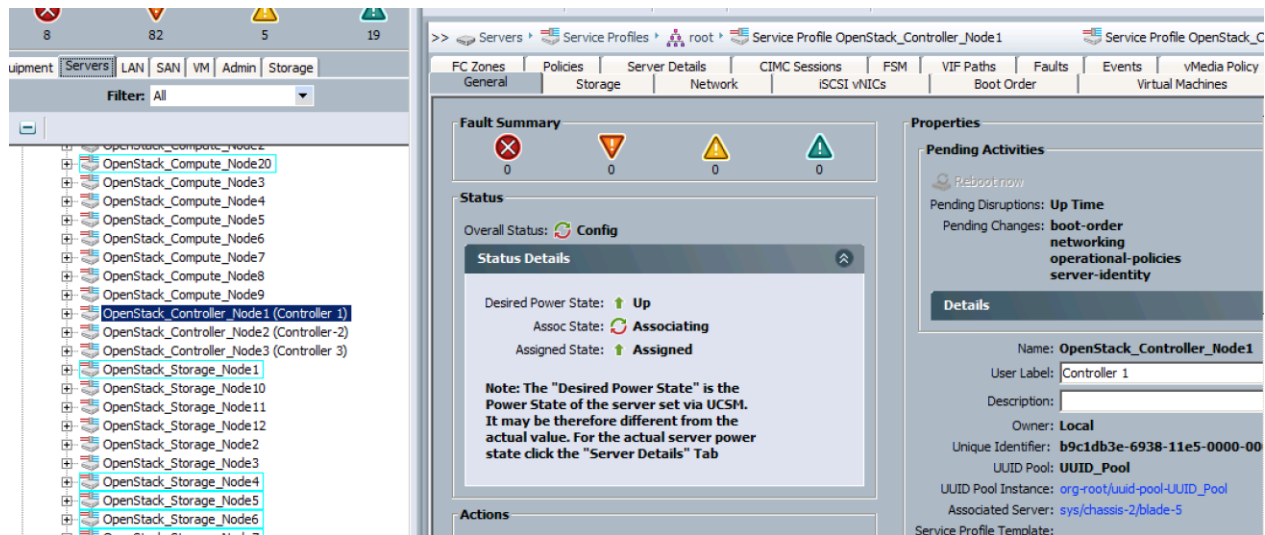 8 82 5 19
>> Servers Service Profiles root Service Profile OpenStack_Controller_Node1 Service Profile OpenStack_C
uipment Servers LAN SAN VM Admin Storage
Filter: All
OpenStack_Compute_Node2
OpenStack_Compute_Node20
OpenStack_Compute_Node3
OpenStack_Compute_Node4
OpenStack_Compute_Node5
OpenStack_Compute_Node6
OpenStack_Compute_Node7
OpenStack_Compute_Node8
OpenStack_Compute_Node9
OpenStack_Controller_Node1 (Controller 1)
OpenStack_Controller_Node2 (Controller-2)
OpenStack_Controller_Node3 (Controller 3)
OpenStack_Storage_Node1
OpenStack_Storage_Node10
OpenStack_Storage_Node11
OpenStack_Storage_Node12
OpenStack_Storage_Node2
OpenStack_Storage_Node3
OpenStack_Storage_Node4
OpenStack_Storage_Node5
OpenStack_Storage_Node6
FC Zones Policies Server Details CIMC Sessions FSM VIF Paths Faults Events vMedia Policy
General Storage Network iSCSI vNICs Boot Order Virtual Machines
Fault Summary
0 0 0 0
Status
Overall Status: Config
Status Details
Desired Power State: Up
Assoc State: Associating
Assigned State: Assigned
Note: The "Desired Power State" is the
Power State of the server set via UCSM.
It may be therefore different from the
actual value. For the actual server power
state click the "Server Details" Tab
Actions
Properties
Pending Activities
Reboot now
Pending Disruptions: Up Time
Pending Changes: boot-order
networking
operational-policies
server-identity
Details
Name: OpenStack_Controller_Node1
User Label: Controller 1
Description:
Owner: Local
Unique Identifier: b9c1db3e-6938-11e5-0000-00
UUID Pool: UUID_Pool
UUID Pool Instance: org-root/uuid-pool-UUID_Pool
Associated Server: sys/chassis-2/blade-5
Service Profile Template: